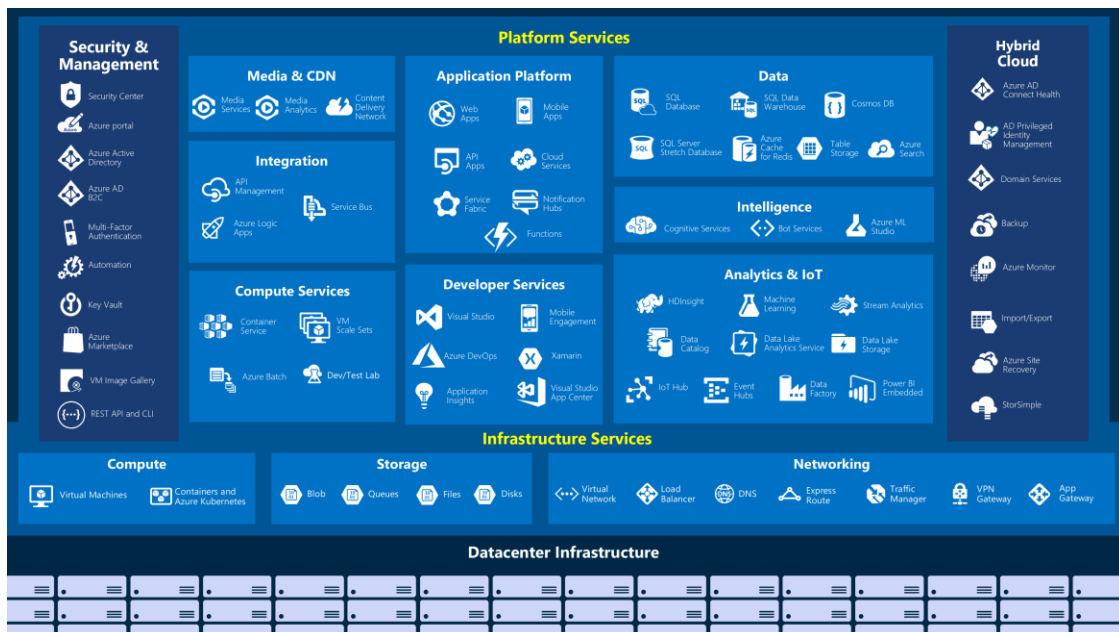 Platform Services
Security &
Management
Security Center
Azure portal
Azure Active
Directory
Azure AD
B2C
Multi-Factor
Authentication
Automation
Key Vault
Azure
Marketplace
VM Image Gallery
REST API and CLI
Media & CDN
Media
Services
Media
Analytics
Content
Delivery
Network
Integration
API
Management
Service Bus
Azure Logic
Apps
Compute Services
Container
Service
VM
Scale Sets
Azure Batch
Dev/Test Lab
Application Platform
Web
Apps
Mobile
Apps
API
Apps
Cloud
Services
Service
Fabric
Notification
Hubs
Functions
Developer Services
Visual Studio
Mobile
Engagement
Azure DevOps
Xamarin
Application
Insights
Visual Studio
App Center
Data
SQL
SQL
Database
SQL
SQL Data
Warehouse
Cosmos DB
SQL
SQL Server
Stretch Database
Azure
Cache
for Redis
Table
Storage
Azure
Search
Intelligence
Cognitive Services
Bot Services
Azure ML
Studio
Analytics & IoT
HDInsight
Machine
Learning
Stream Analytics
Data
Catalog
Data Lake
Analytics Service
Data Lake
Storage
IoT Hub
Event
Hubs
Data
Factory
Power BI
Embedded
Hybrid
Cloud
Azure AD
Connect Health
AD Privileged
Identity
Management
Domain Services
Backup
Azure Monitor
Import/Export
Azure Site
Recovery
StorSimple
Infrastructure Services
Compute
Virtual Machines
Containers and
Azure Kubernetes
Storage
Blob
Queues
Files
Disks
Networking
Virtual
Network
Load
Balancer
DNS
DNS
Express
Route
Traffic
Manager
VPN
Gateway
App
Gateway
Datacenter Infrastructure